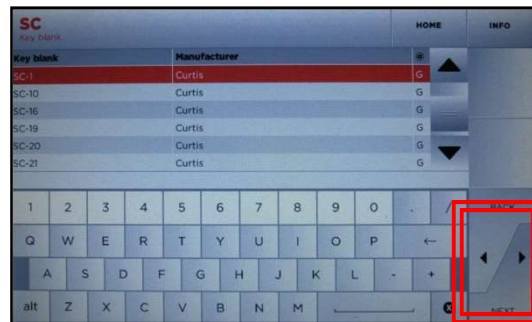 SC
Key blank
HOME
INFO
Key blank Manufacturer @
SC-1 Curtis G
SC-10 Curtis G
SC-16 Curtis G
SC-19 Curtis G
SC-20 Curtis G
SC-21 Curtis G
1 2 3 4 5 6 7 8 9 0 . /
BACK
Q W E R T Y U I O P ←
A S D F G H J K L - +
alt Z X C V B N M
NEXT